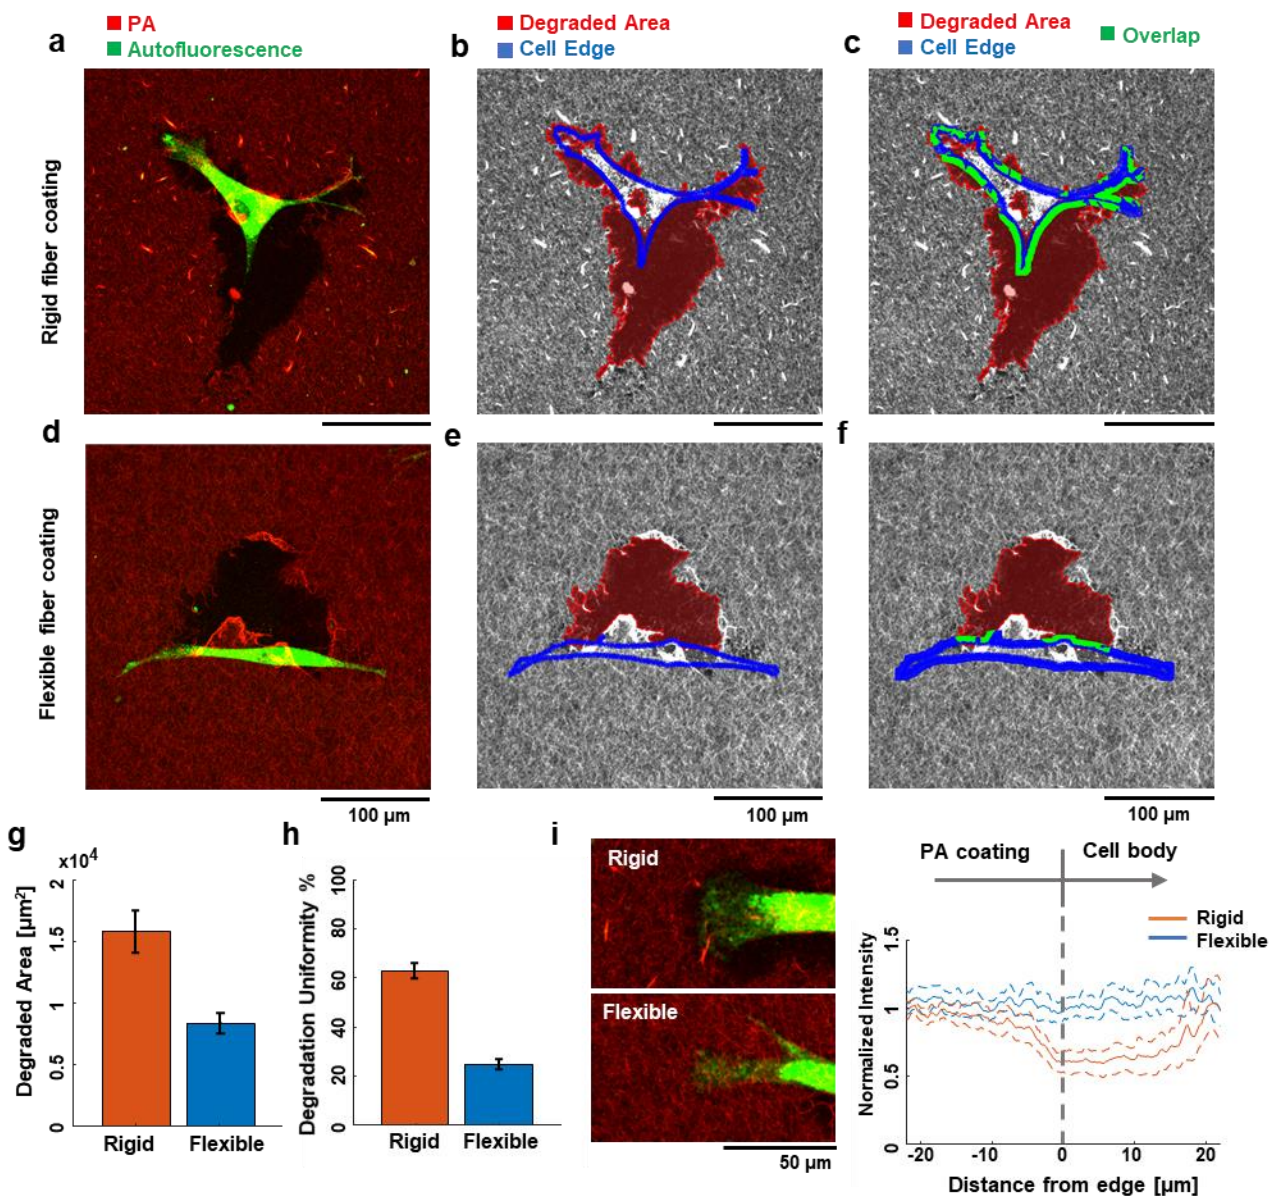 a
PA
Autofluorescence
b
Degraded Area
Cell Edge
c
Degraded Area
Cell Edge
Overlap
Rigid fiber coating
d
e
f
Flexible fiber coating
100 μm
100 μm
100 μm
g
x10⁴
Degraded Area [μm²]
2
1.5
1
0.5
0
Rigid
Flexible
h
Degradation Uniformity %
100
80
60
40
20
0
Rigid
Flexible
i
Rigid
Flexible
50 μm
PA coating
Cell body
Rigid
Flexible
Normalized Intensity
1.5
1
0.5
0
-20
-10
0
10
20
Distance from edge [μm]